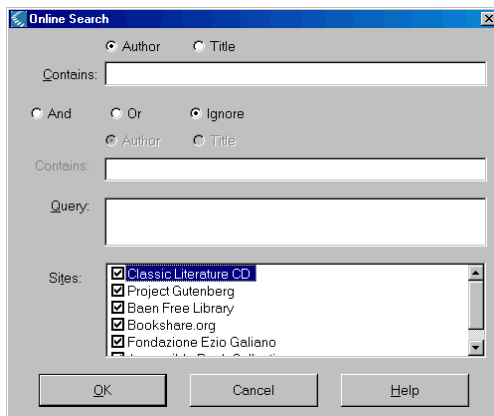 Online Search
Author Title
Contains:
And Or Ignore
Author Title
Contains:
Query:
Sites:
Classic Literature CD
Project Gutenberg
Baen Free Library
Bookshare.org
Fondazione Ezio Galiano
OK Cancel Help